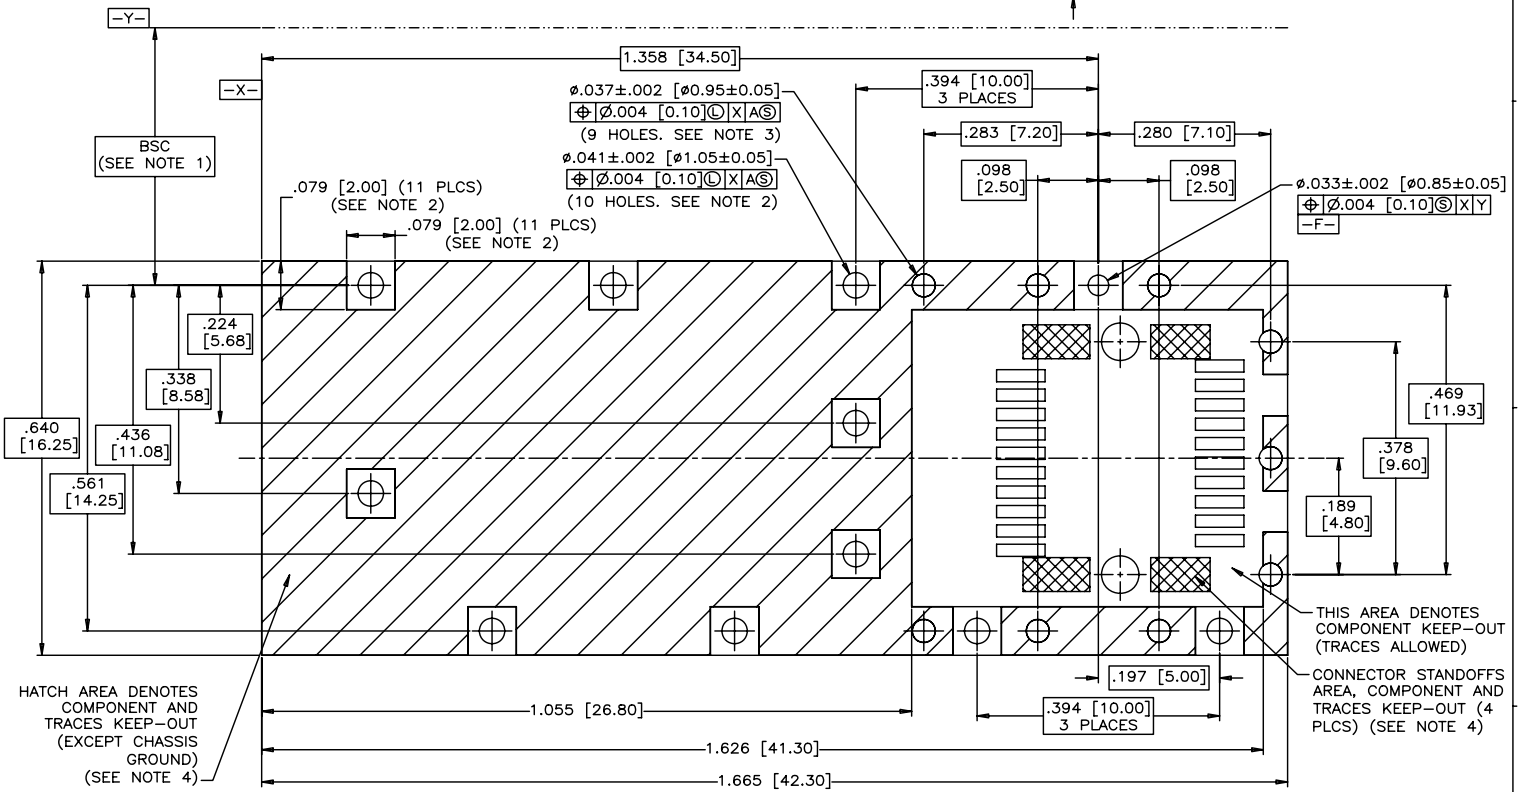 –Y–
1.358 [34.50]
–X–
ø.037±.002 [ø0.95±0.05]
⌖ Ø.004 [0.10]Ⓛ X AⓈ
(9 HOLES. SEE NOTE 3)
.394 [10.00]
3 PLACES
BSC
(SEE NOTE 1)
.283 [7.20]
.280 [7.10]
ø.041±.002 [ø1.05±0.05]
⌖ Ø.004 [0.10]Ⓛ X AⓈ
(10 HOLES. SEE NOTE 2)
.098
[2.50]
.098
[2.50]
ø.033±.002 [ø0.85±0.05]
⌖ Ø.004 [0.10]Ⓢ X Y
–F–
.079 [2.00] (11 PLCS)
(SEE NOTE 2)
.079 [2.00] (11 PLCS)
(SEE NOTE 2)
.224
[5.68]
.338
[8.58]
.640
[16.25]
.436
[11.08]
.561
[14.25]
.469
[11.93]
.378
[9.60]
.189
[4.80]
THIS AREA DENOTES
COMPONENT KEEP–OUT
(TRACES ALLOWED)
CONNECTOR STANDOFFS
AREA, COMPONENT AND
TRACES KEEP–OUT (4
PLCS) (SEE NOTE 4)
HATCH AREA DENOTES
COMPONENT AND
TRACES KEEP–OUT
(EXCEPT CHASSIS
GROUND)
(SEE NOTE 4)
.197 [5.00]
1.055 [26.80]
.394 [10.00]
3 PLACES
1.626 [41.30]
1.665 [42.30]